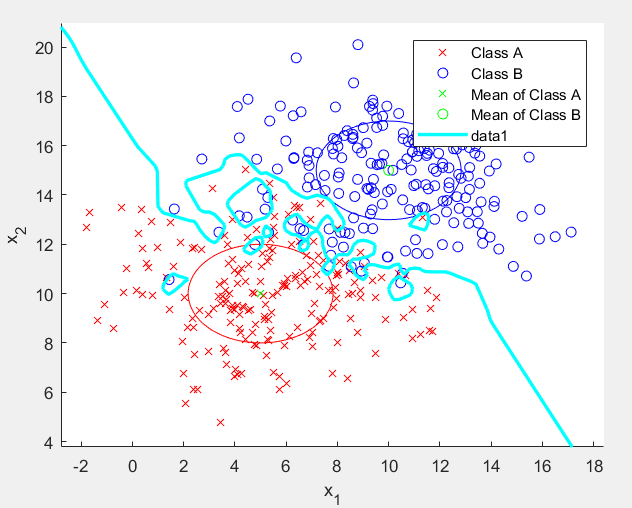 20
18
16
14
12
10
8
6
4
x2
-2 0 2 4 6 8 10 12 14 16 18
x1
Class A
Class B
Mean of Class A
Mean of Class B
data1